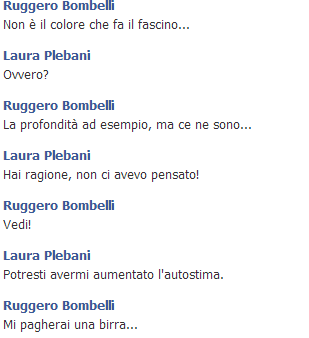 Ruggero Bombelli
Non è il colore che fa il fascino...
Laura Plebani
Ovvero?
Ruggero Bombelli
La profondità ad esempio, ma ce ne sono...
Laura Plebani
Hai ragione, non ci avevo pensato!
Ruggero Bombelli
Vedi!
Laura Plebani
Potresti avermi aumentato l'autostima.
Ruggero Bombelli
Mi pagherai una birra...